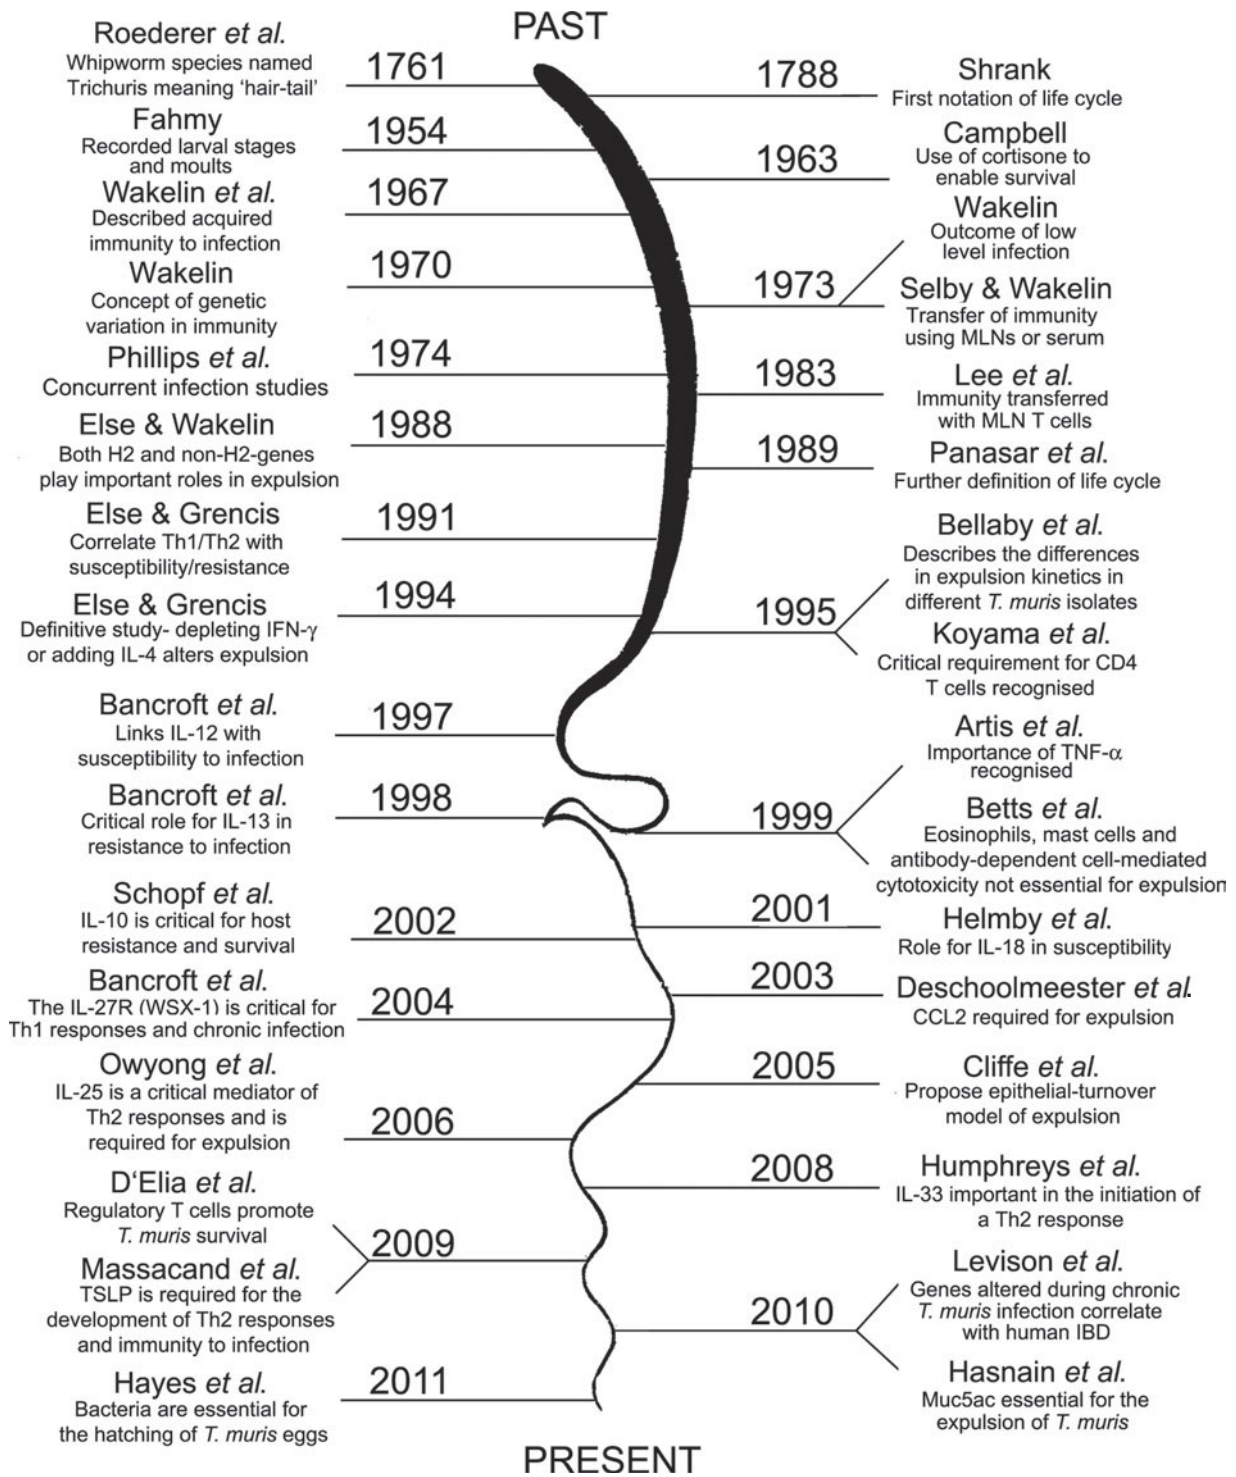 PAST
Roederer et al.
Whipworm species named
Trichuris meaning ‘hair-tail’
1761
1788
Shrank
First notation of life cycle
Fahmy
Recorded larval stages
and moults
1954
1963
Campbell
Use of cortisone to
enable survival
Wakelin et al.
Described acquired
immunity to infection
1967
Wakelin
Outcome of low
level infection
Wakelin
Concept of genetic
variation in immunity
1970
1973
Selby & Wakelin
Transfer of immunity
using MLNs or serum
Phillips et al.
Concurrent infection studies
1974
1983
Lee et al.
Immunity transferred
with MLN T cells
Else & Wakelin
Both H2 and non-H2-genes
play important roles in expulsion
1988
1989
Panasar et al.
Further definition of life cycle
Else & Grencis
Correlate Th1/Th2 with
susceptibility/resistance
1991
Bellaby et al.
Describes the differences
in expulsion kinetics in
different T. muris isolates
Else & Grencis
Definitive study- depleting IFN-γ
or adding IL-4 alters expulsion
1994
1995
Koyama et al.
Critical requirement for CD4
T cells recognised
Bancroft et al.
Links IL-12 with
susceptibility to infection
1997
Artis et al.
Importance of TNF-α
recognised
Bancroft et al.
Critical role for IL-13 in
resistance to infection
1998
1999
Betts et al.
Eosinophils, mast cells and
antibody-dependent cell-mediated
cytotoxicity not essential for expulsion
Schopf et al.
IL-10 is critical for host
resistance and survival
2002
2001
Helmby et al.
Role for IL-18 in susceptibility
Bancroft et al.
The IL-27R (WSX-1) is critical for
Th1 responses and chronic infection
2004
2003
Deschoolmeester et al.
CCL2 required for expulsion
Owyong et al.
IL-25 is a critical mediator of
Th2 responses and is
required for expulsion
2006
2005
Cliffe et al.
Propose epithelial-turnover
model of expulsion
D‘Elia et al.
Regulatory T cells promote
T. muris survival
2008
Humphreys et al.
IL-33 important in the initiation of
a Th2 response
2009
Massacand et al.
TSLP is required for the
development of Th2 responses
and immunity to infection
2010
Levison et al.
Genes altered during chronic
T. muris infection correlate
with human IBD
Hayes et al.
Bacteria are essential for
the hatching of T. muris eggs
2011
Hasnain et al.
Muc5ac essential for the
expulsion of T. muris
PRESENT